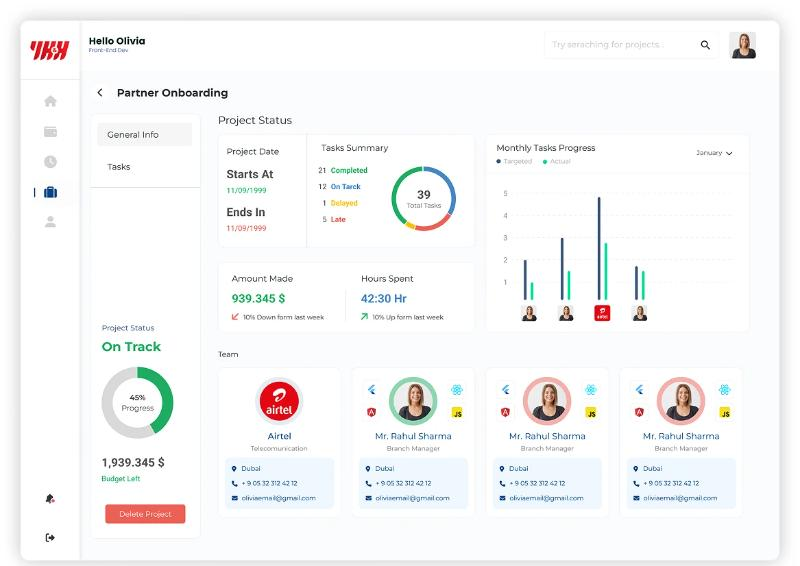 YK&K
Hello Olivia
Front-End Dev
Try seraching for projects...
Partner Onboarding
General Info
Tasks
Project Status
On Track
45%
Progress
1,939.345 $
Budget Left
Delete Project
Project Status
Project Date
Starts At
11/09/1999
Ends In
11/09/1999
Tasks Summary
21 Completed
12 On Tarck
1 Delayed
5 Late
39
Total Tasks
Monthly Tasks Progress
Targeted Actual
January
5
4
3
2
1
airtel
Amount Made
939.345 $
10% Down form last week
Hours Spent
42:30 Hr
10% Up form last week
Team
airtel
Airtel
Telecomunication
Dubai
+ 9 05 32 312 42 12
oliviaemail@gmail.com
A
JS
Mr. Rahul Sharma
Branch Manager
Dubai
+ 9 05 32 312 42 12
oliviaemail@gmail.com
A
JS
Mr. Rahul Sharma
Branch Manager
Dubai
+ 9 05 32 312 42 12
oliviaemail@gmail.com
A
JS
Mr. Rahul Sharma
Branch Manager
Dubai
+ 9 05 32 312 42 12
oliviaemail@gmail.com